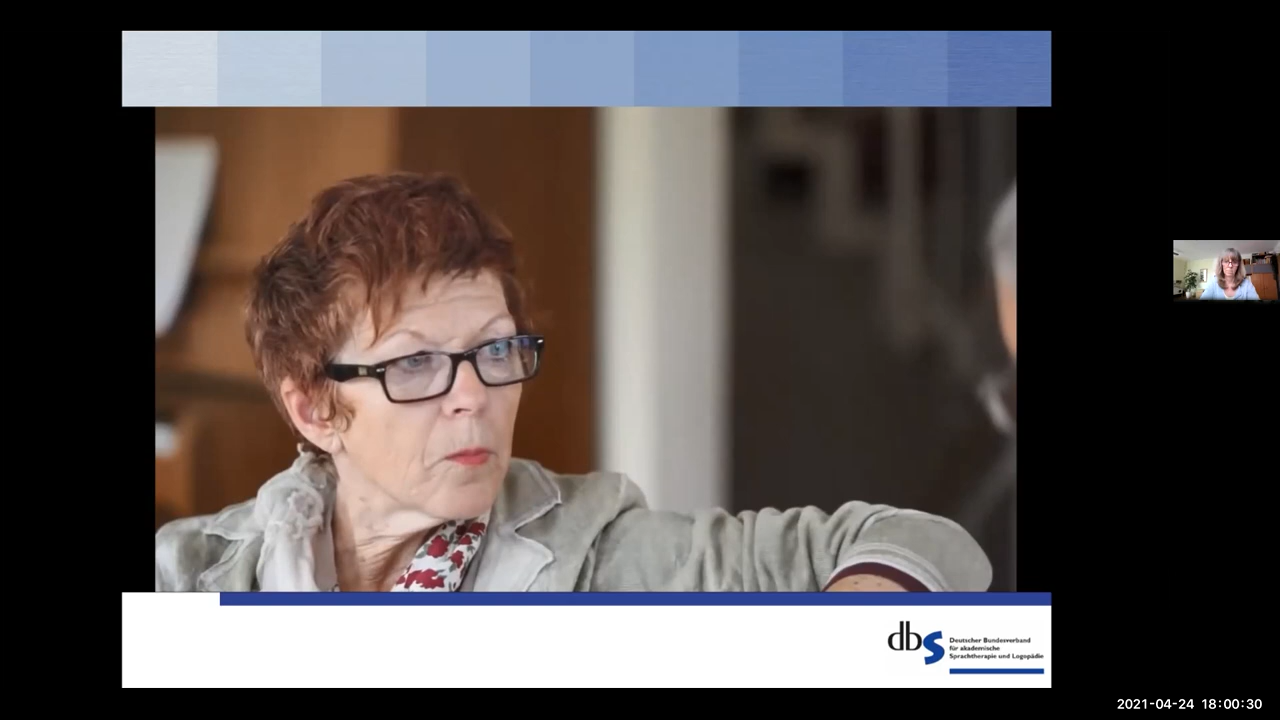 dbs
Deutscher Bundesverband
für akademische
Sprachtherapie und Logopädie
2021-04-24 18:00:30